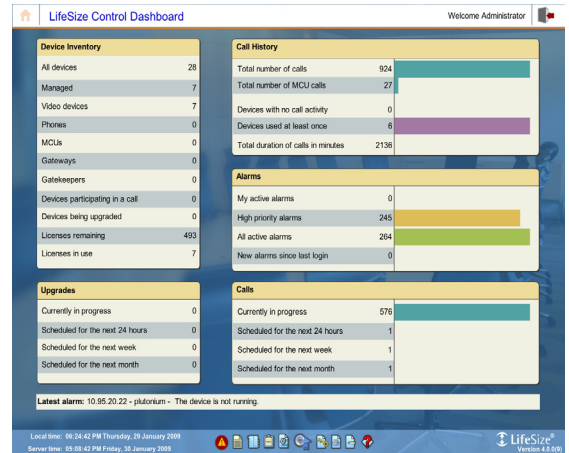 LifeSize Control Dashboard
Welcome Administrator
Device Inventory
All devices 28
Managed 7
Video devices 7
Phones 0
MCUs 0
Gateways 0
Gatekeepers 0
Devices participating in a call 0
Devices being upgraded 0
Licenses remaining 493
Licenses in use 7
Call History
Total number of calls 924
Total number of MCU calls 27
Devices with no call activity 0
Devices used at least once 6
Total duration of calls in minutes 2136
Alarms
My active alarms 0
High priority alarms 245
All active alarms 264
New alarms since last login 0
Upgrades
Currently in progress 0
Scheduled for the next 24 hours 0
Scheduled for the next week 0
Scheduled for the next month 0
Calls
Currently in progress 576
Scheduled for the next 24 hours 1
Scheduled for the next week 1
Scheduled for the next month 1
Latest alarm: 10.95.20.22 - plutonium - The device is not running.
Local time: 06:24:42 PM Thursday, 29 January 2009
Server time: 05:08:42 PM Friday, 30 January 2009
LifeSize®
Version 4.0.0(9)